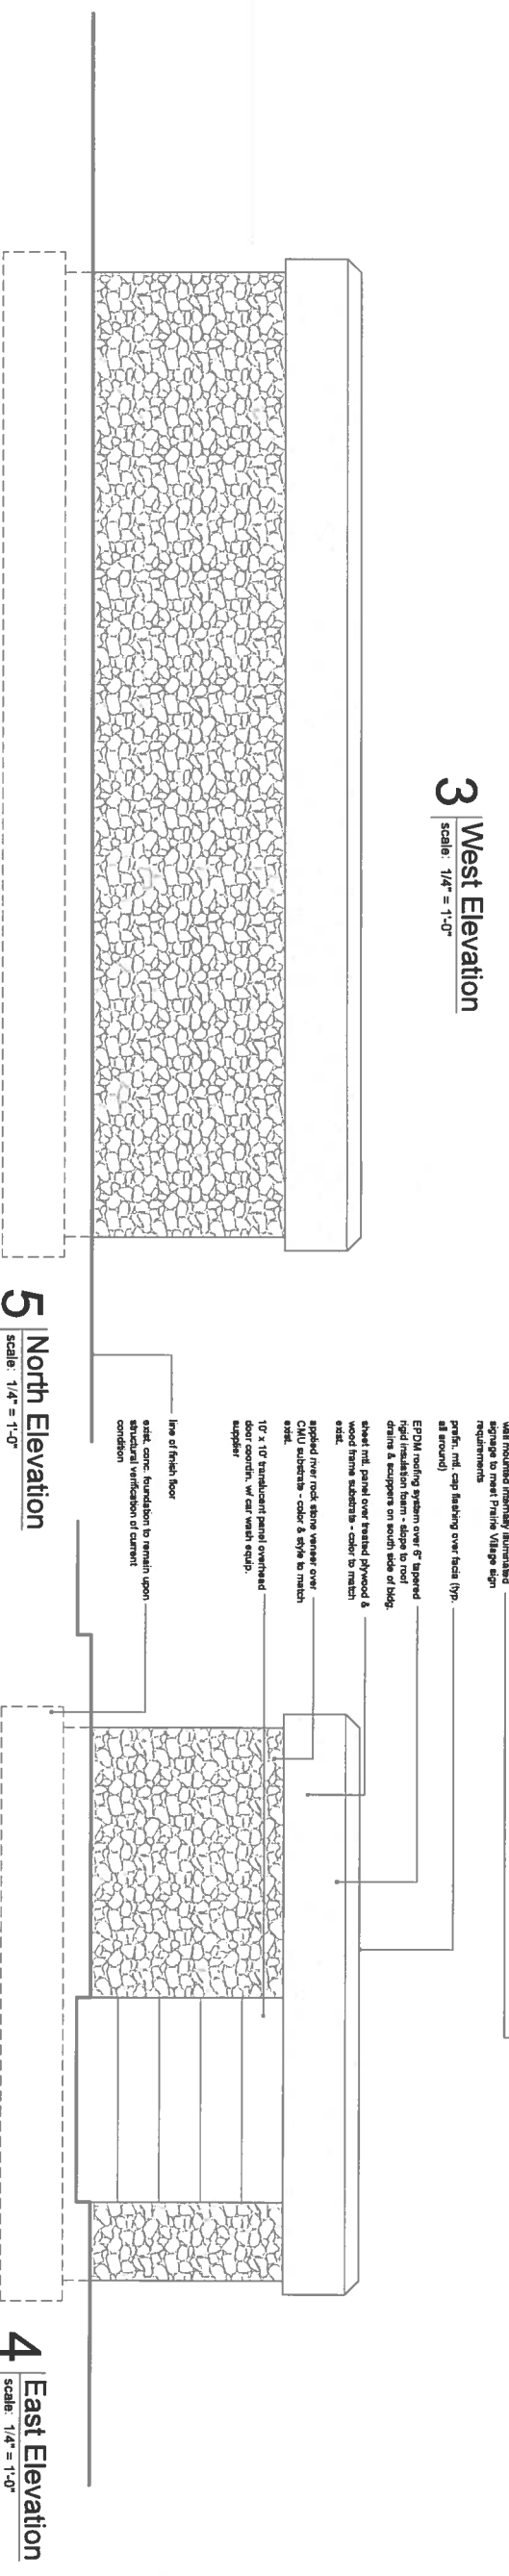 3 West Elevation
scale: 1/4" = 1'-0"
wall mounted internally illuminated
signage to meet Prairie Village sign
requirements
prefin. mtl. cap flashing over facia (typ.
all around)
EPDM roofing system over 6" tapered
rigid insulation foam - slope to roof
drains & scuppers on south side of bldg.
sheet mtl. panel over treated plywood &
wood frame substrate - color to match
exist.
applied river rock stone veneer over
CMU substrate - color & style to match
exist.
10' x 10' translucent panel overhead
door coordin. w/ car wash equip.
supplier
line of finish floor
exist. conc. foundation to remain upon
structural verification of current
condition
5 North Elevation
scale: 1/4" = 1'-0"
4 East Elevation
scale: 1/4" = 1'-0"